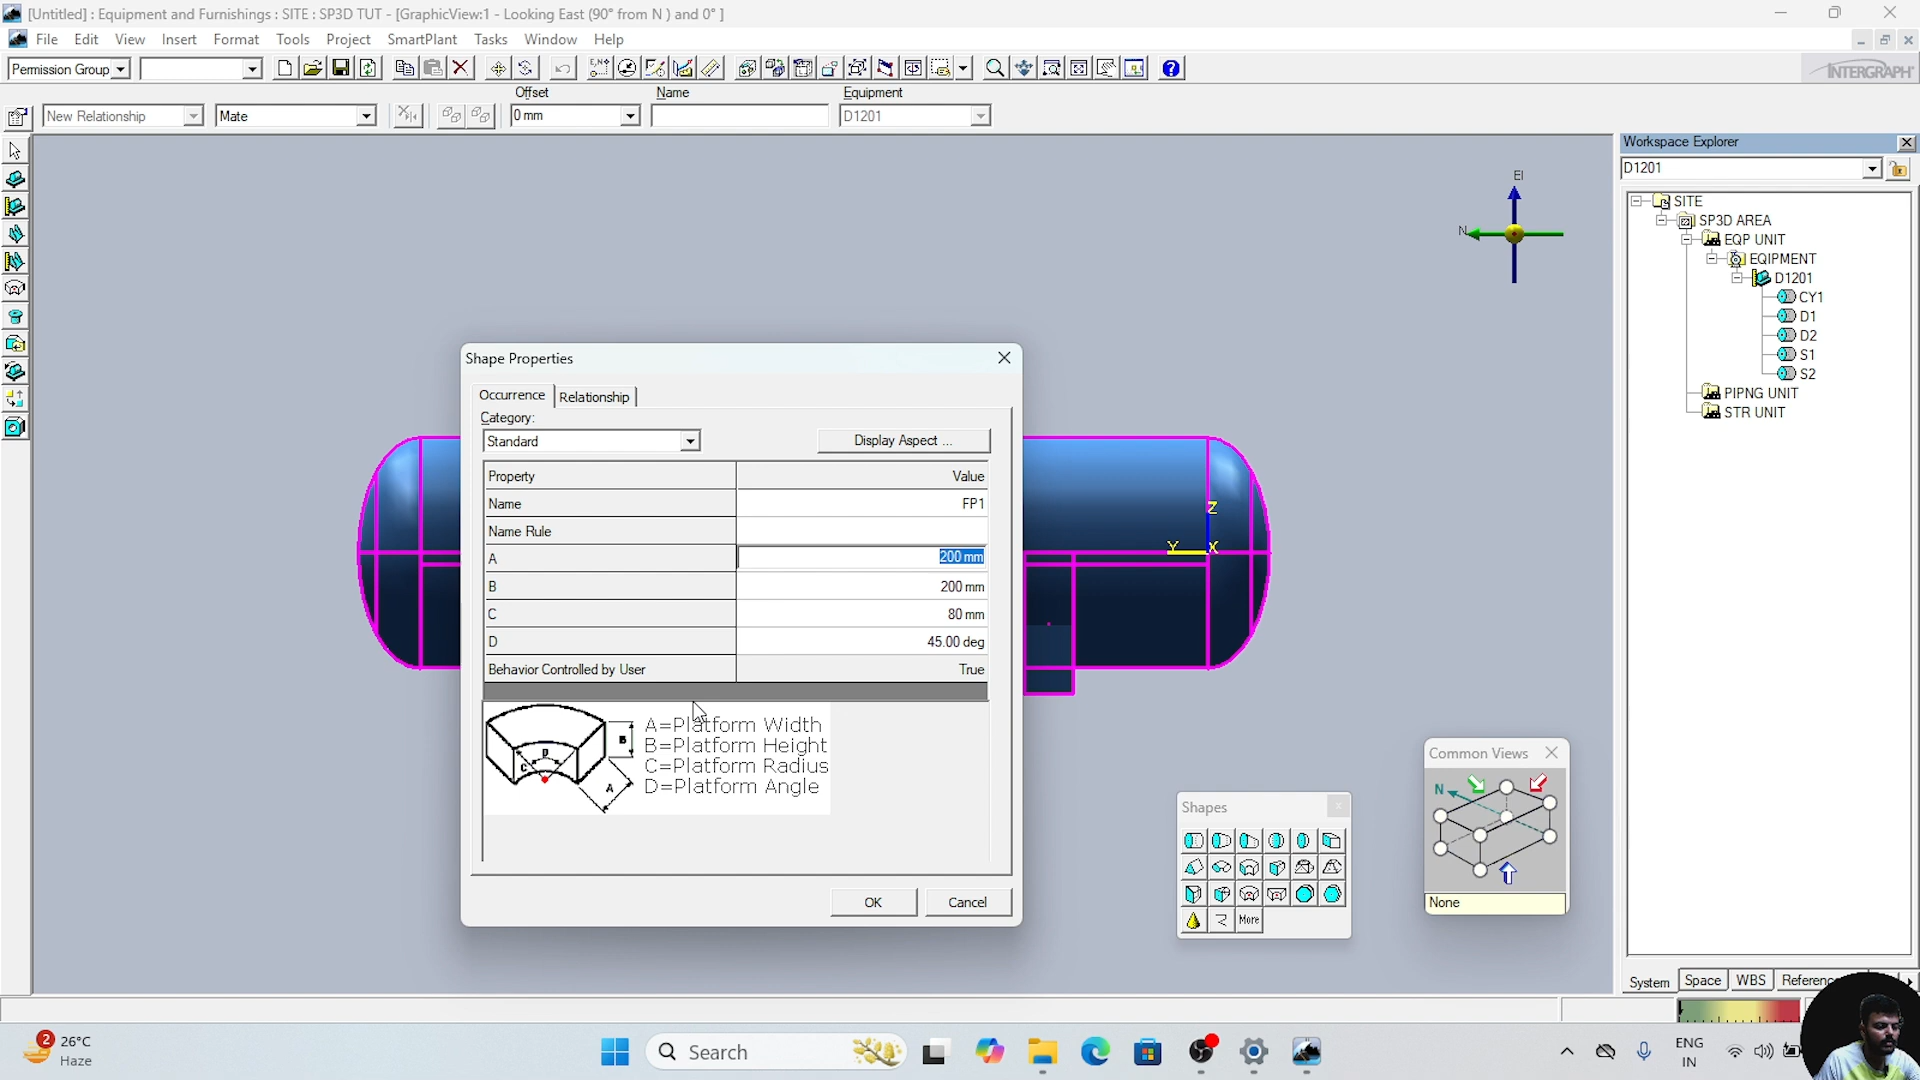 [Untitled] : Equipment and Furnishings : SITE : SP3D TUT - [GraphicView:1 - Looking East (90° from N ) and 0° ]
File Edit View Insert Format Tools Project SmartPlant Tasks Window Help
Permission Group
INTERGRAPH
Offset Name Equipment
New Relationship Mate 0 mm D1201
Workspace Explorer
D1201
SITE
SP3D AREA
EQP UNIT
EQIPMENT
D1201
CY1
D1
D2
S1
S2
PIPNG UNIT
STR UNIT
El
N
Shape Properties
Occurrence Relationship
Category:
Standard Display Aspect ...
Property Value
Name FP1
Name Rule
A 200 mm
B 200 mm
C 80 mm
D 45.00 deg
Behavior Controlled by User True
A=Platform Width
B=Platform Height
C=Platform Radius
D=Platform Angle
D
B
C
A
OK Cancel
Z
Y X
Shapes
More
Common Views
N
None
System Space WBS
2 26°C
Haze
Search
ENG
IN